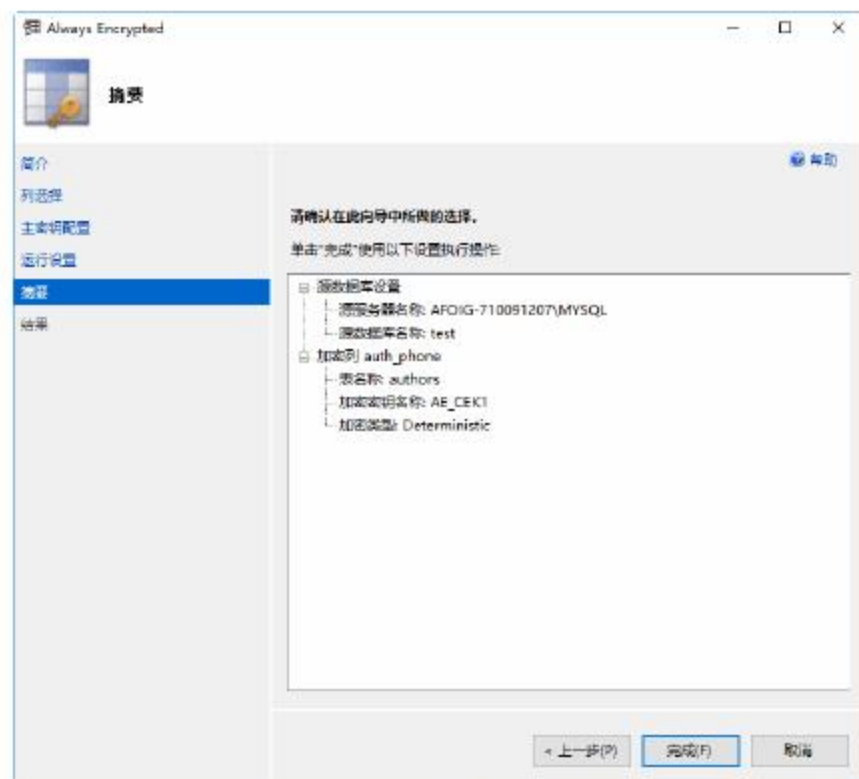 Always Encrypted
摘要
帮助
简介
列选择
主密钥配置
运行设置
摘要
结果
请确认在此向导中所做的选择。
单击"完成"使用以下设置执行操作:
源数据库设置
源服务器名称: AFOIG-710091207\MYSQL
源数据库名称: test
加密列 auth_phone
表名称: authors
加密密钥名称: AE_CEK1
加密类型: Deterministic
< 上一步(P)
完成(F)
取消